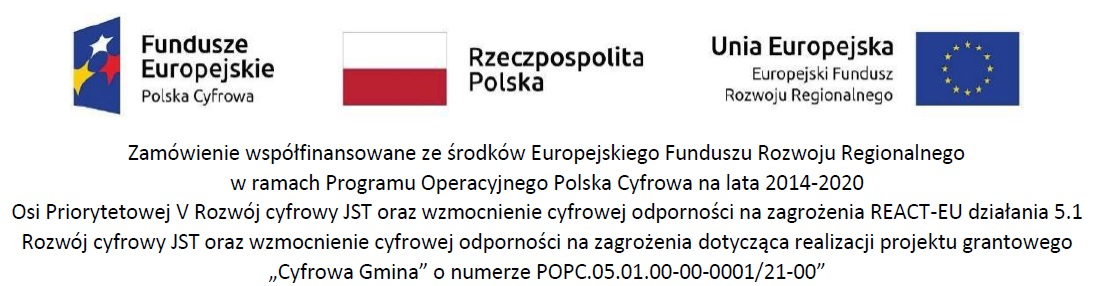 Fundusze
Europejskie
Polska Cyfrowa
Rzeczpospolita
Polska
Unia Europejska
Europejski Fundusz
Rozwoju Regionalnego
Zamówienie współfinansowane ze środków Europejskiego Funduszu Rozwoju Regionalnego
w ramach Programu Operacyjnego Polska Cyfrowa na lata 2014-2020
Osi Priorytetowej V Rozwój cyfrowy JST oraz wzmocnienie cyfrowej odporności na zagrożenia REACT-EU działania 5.1
Rozwój cyfrowy JST oraz wzmocnienie cyfrowej odporności na zagrożenia dotycząca realizacji projektu grantowego
„Cyfrowa Gmina” o numerze POPC.05.01.00-00-0001/21-00”